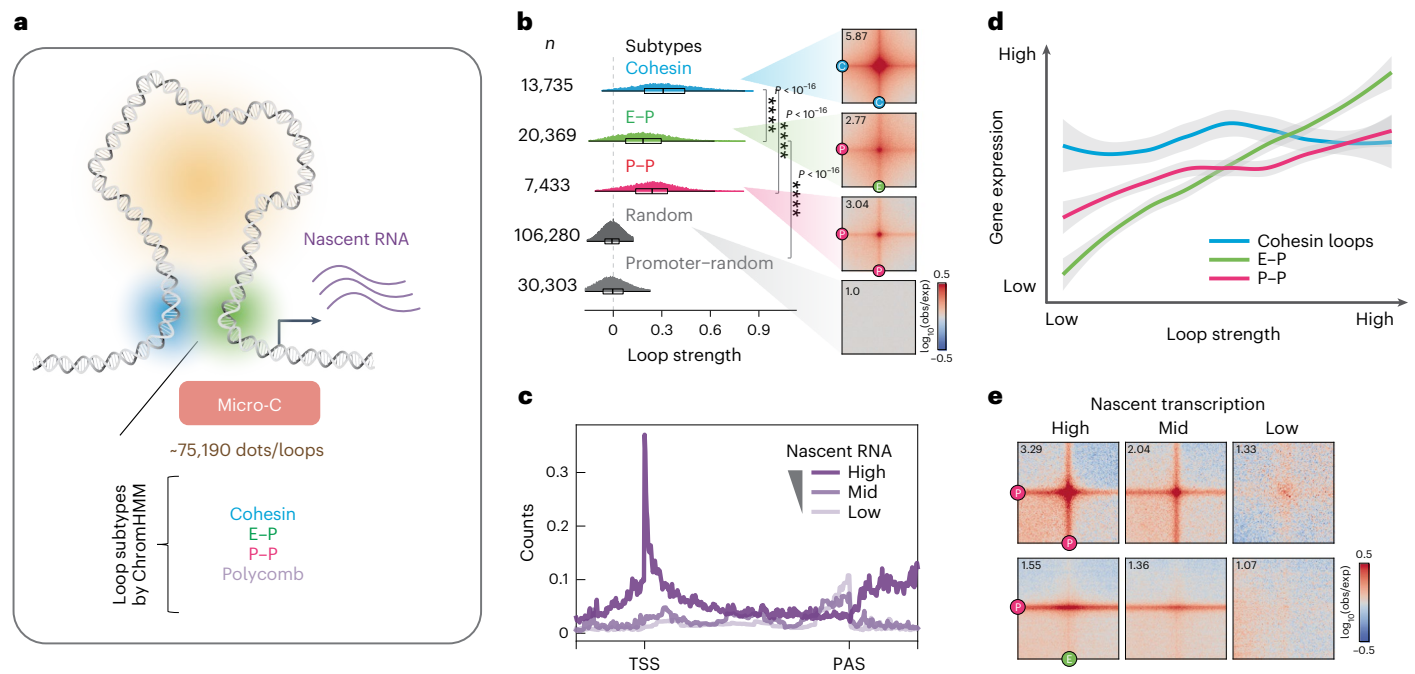 a
Nascent RNA
Micro-C
~75,190 dots/loops
Loop subtypes
by ChromHMM
Cohesin
E–P
P–P
Polycomb
b
n
Subtypes
13,735
Cohesin
20,369
E–P
7,433
P–P
106,280
Random
30,303
Promoter–random
P < 10⁻¹⁶
****
P < 10⁻¹⁶
****
P < 10⁻¹⁶
****
0
0.3
0.6
0.9
Loop strength
5.87
C
C
2.77
P
E
3.04
P
P
1.0
0.5
log₁₀(obs/exp)
−0.5
c
Counts
0.3
0.2
0.1
0
TSS
PAS
Nascent RNA
High
Mid
Low
d
High
Gene expression
Low
Cohesin loops
E–P
P–P
Low
High
Loop strength
e
Nascent transcription
High
Mid
Low
3.29
2.04
1.33
P
P
1.55
1.36
1.07
P
E
0.5
log₁₀(obs/exp)
−0.5